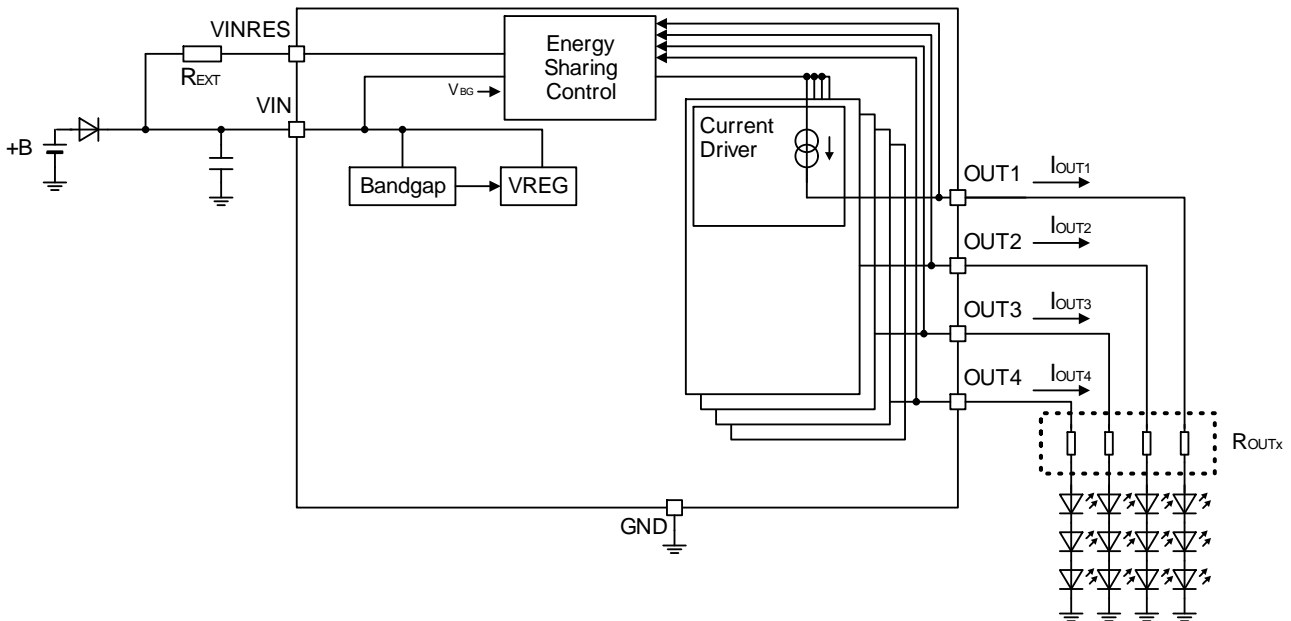 VINRES
REXT
Energy
Sharing
Control
VBG
VIN
+B
Bandgap
VREG
Current
Driver
OUT1
IOUT1
OUT2
IOUT2
OUT3
IOUT3
OUT4
IOUT4
ROUTx
GND